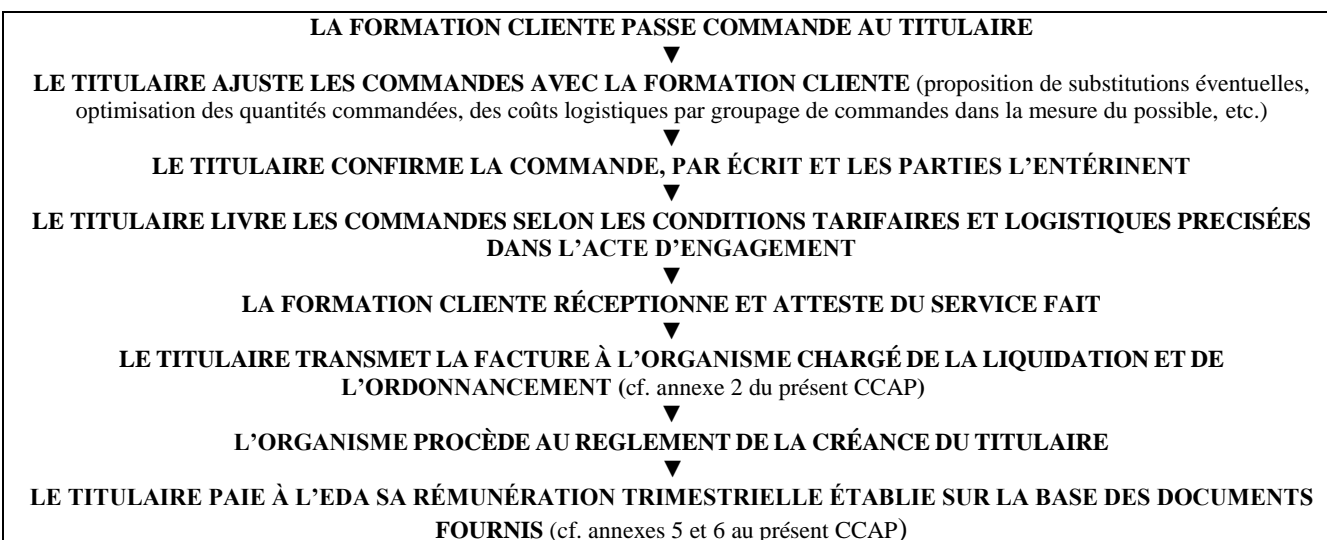 LA FORMATION CLIENTE PASSE COMMANDE AU TITULAIRE
▼
LE TITULAIRE AJUSTE LES COMMANDES AVEC LA FORMATION CLIENTE (proposition de substitutions éventuelles,
optimisation des quantités commandées, des coûts logistiques par groupage de commandes dans la mesure du possible, etc.)
▼
LE TITULAIRE CONFIRME LA COMMANDE, PAR ÉCRIT ET LES PARTIES L'ENTÉRINENT
▼
LE TITULAIRE LIVRE LES COMMANDES SELON LES CONDITIONS TARIFAIRES ET LOGISTIQUES PRECISÉES
DANS L'ACTE D'ENGAGEMENT
▼
LA FORMATION CLIENTE RÉCEPTIONNE ET ATTESTE DU SERVICE FAIT
▼
LE TITULAIRE TRANSMET LA FACTURE À L'ORGANISME CHARGÉ DE LA LIQUIDATION ET DE
L'ORDONNANCEMENT (cf. annexe 2 du présent CCAP)
▼
L'ORGANISME PROCÈDE AU REGLEMENT DE LA CRÉANCE DU TITULAIRE
▼
LE TITULAIRE PAIE À L'EDA SA RÉMUNÉRATION TRIMESTRIELLE ÉTABLIE SUR LA BASE DES DOCUMENTS
FOURNIS (cf. annexes 5 et 6 au présent CCAP)